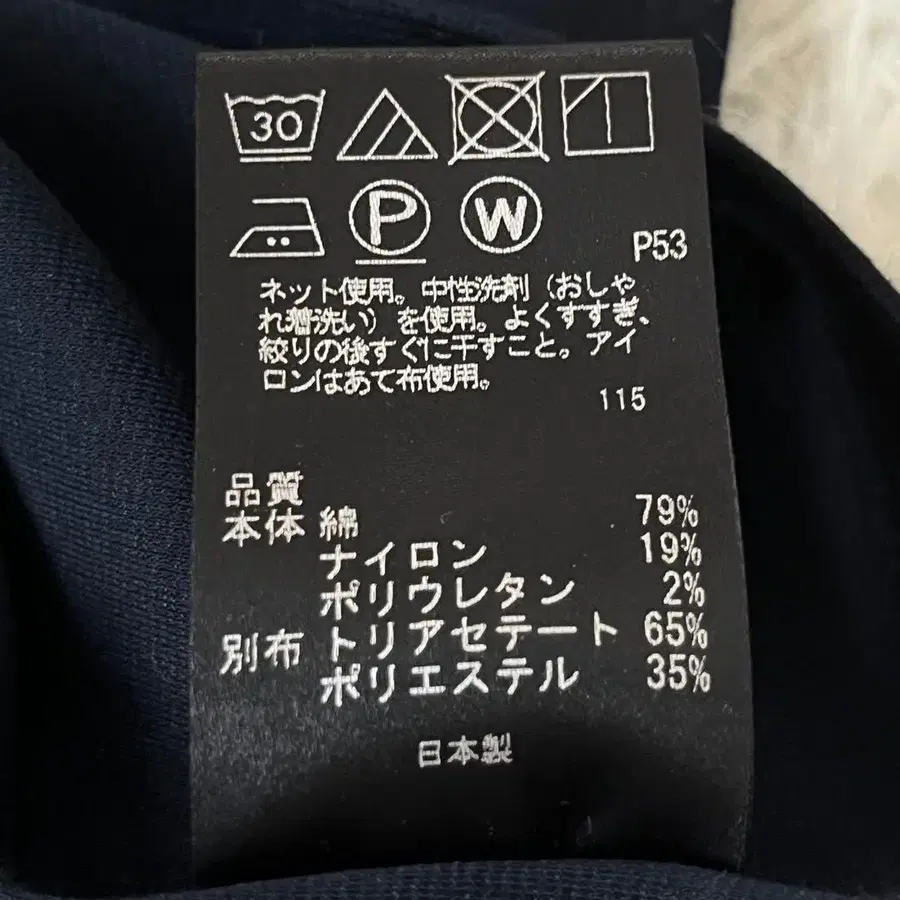 30
P W P53
ネット使用。中性洗剤（おしゃ
れ着洗い）を使用。よくすすぎ、
絞りの後すぐに干すこと。アイ
ロンはあて布使用。
115
品質
本体 綿 79%
ナイロン 19%
ポリウレタン 2%
別布 トリアセテート 65%
ポリエステル 35%
日本製